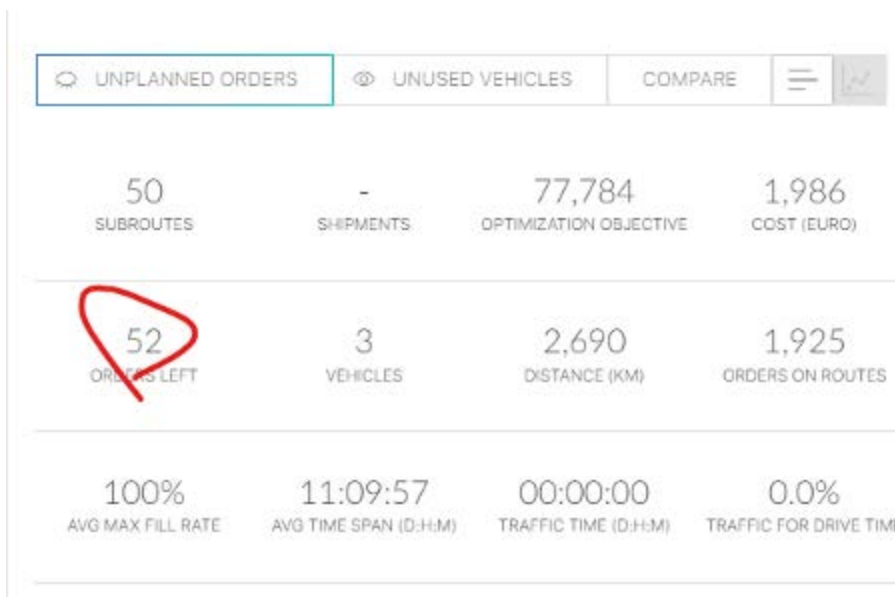 UNPLANNED ORDERS UNUSED VEHICLES COMPARE
50 - 77,784 1,986
SUBROUTES SHIPMENTS OPTIMIZATION OBJECTIVE COST (EURO)
52 3 2,690 1,925
ORDERS LEFT VEHICLES DISTANCE (KM) ORDERS ON ROUTES
100% 11:09:57 00:00:00 0.0%
AVG MAX FILL RATE AVG TIME SPAN (D:H:M) TRAFFIC TIME (D:H:M) TRAFFIC FOR DRIVE TIM